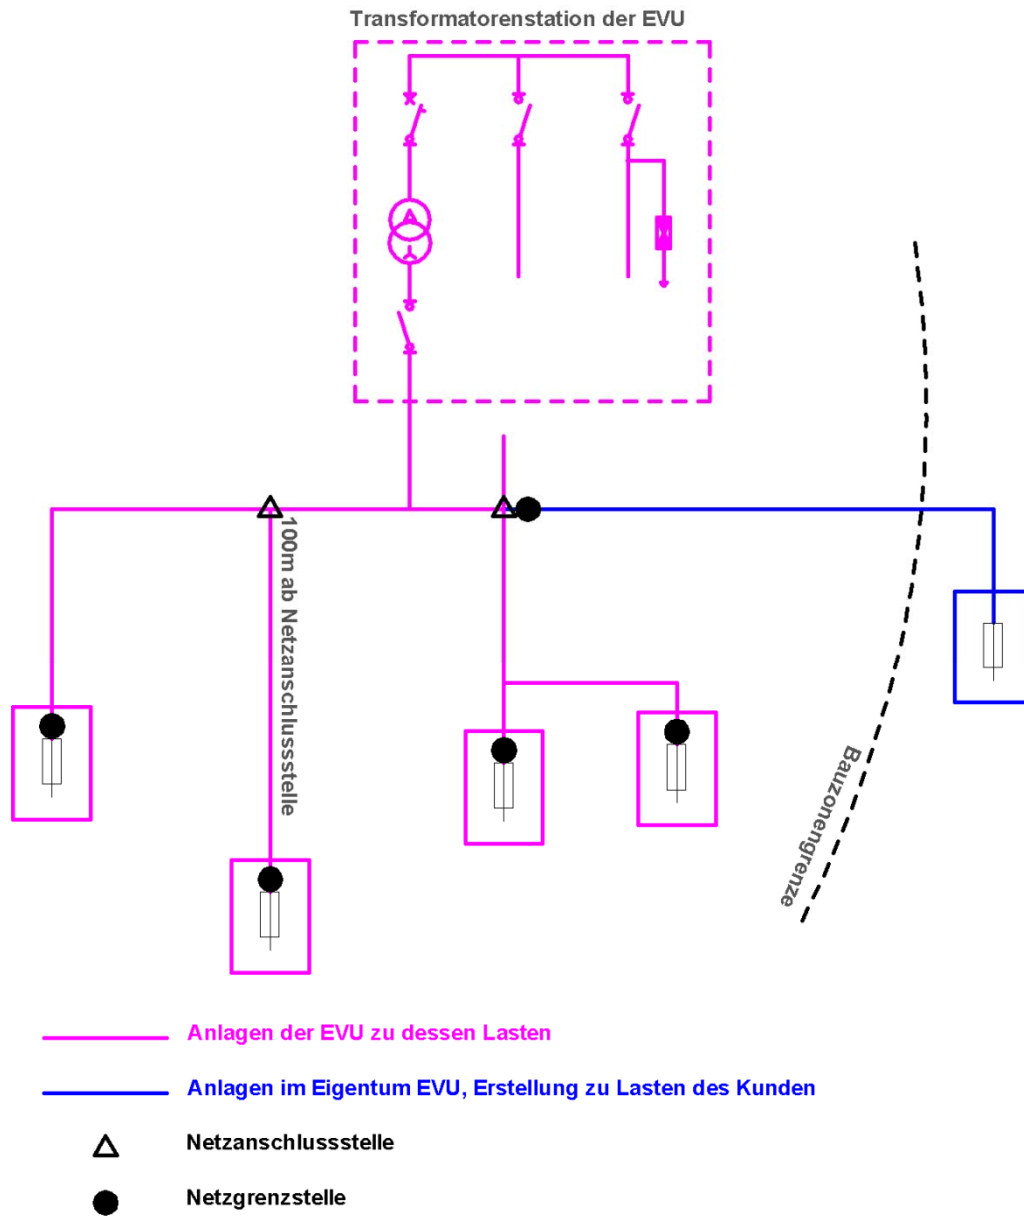 Transformatorenstation der EVU
100m ab Netzanschlussstelle
Bauzonengrenze
Anlagen der EVU zu dessen Lasten
Anlagen im Eigentum EVU, Erstellung zu Lasten des Kunden
Netzanschlussstelle
Netzgrenzstelle